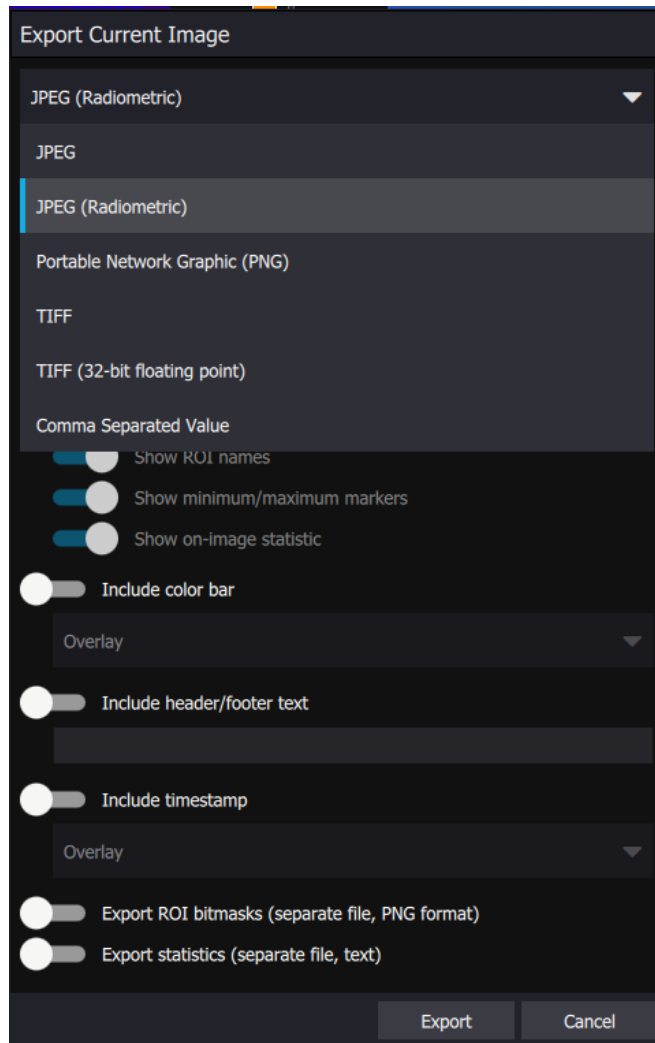 Export Current Image
JPEG (Radiometric)
JPEG
JPEG (Radiometric)
Portable Network Graphic (PNG)
TIFF
TIFF (32-bit floating point)
Comma Separated Value
Show ROI names
Show minimum/maximum markers
Show on-image statistic
Include color bar
Overlay
Include header/footer text
Include timestamp
Overlay
Export ROI bitmasks (separate file, PNG format)
Export statistics (separate file, text)
Export Cancel